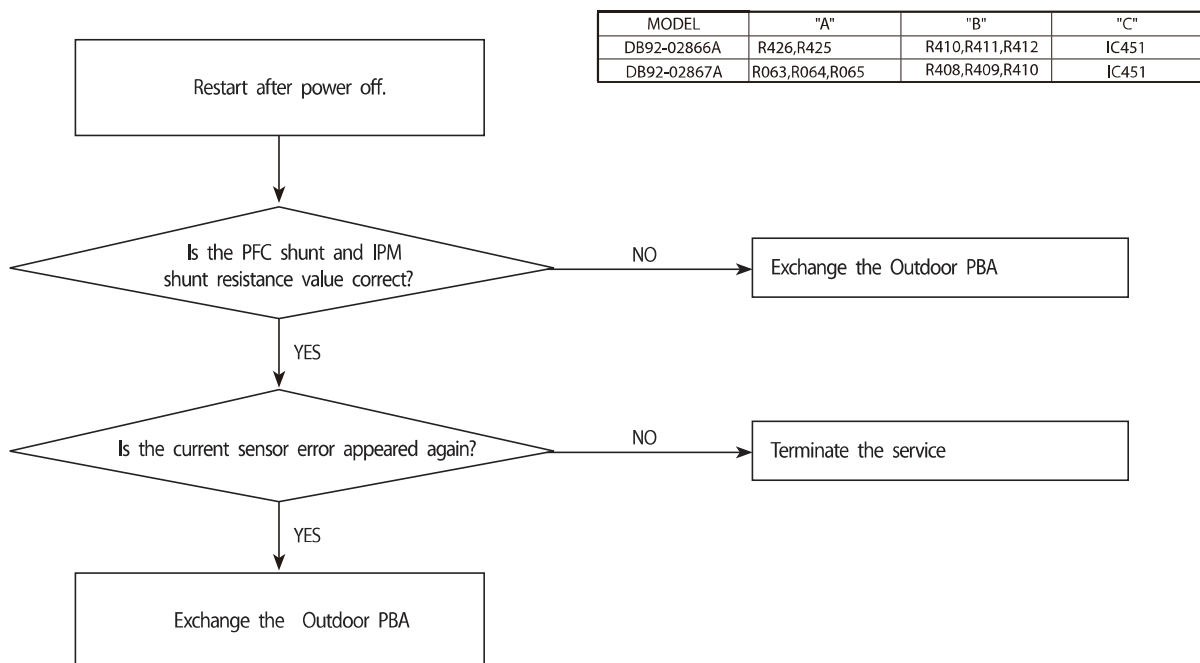 MODEL "A" "B" "C"
DB92-02866A R426,R425 R410,R411,R412 IC451
DB92-02867A R063,R064,R065 R408,R409,R410 IC451
Restart after power off.
Is the PFC shunt and IPM
shunt resistance value correct?
NO
Exchange the Outdoor PBA
YES
Is the current sensor error appeared again?
NO
Terminate the service
YES
Exchange the Outdoor PBA